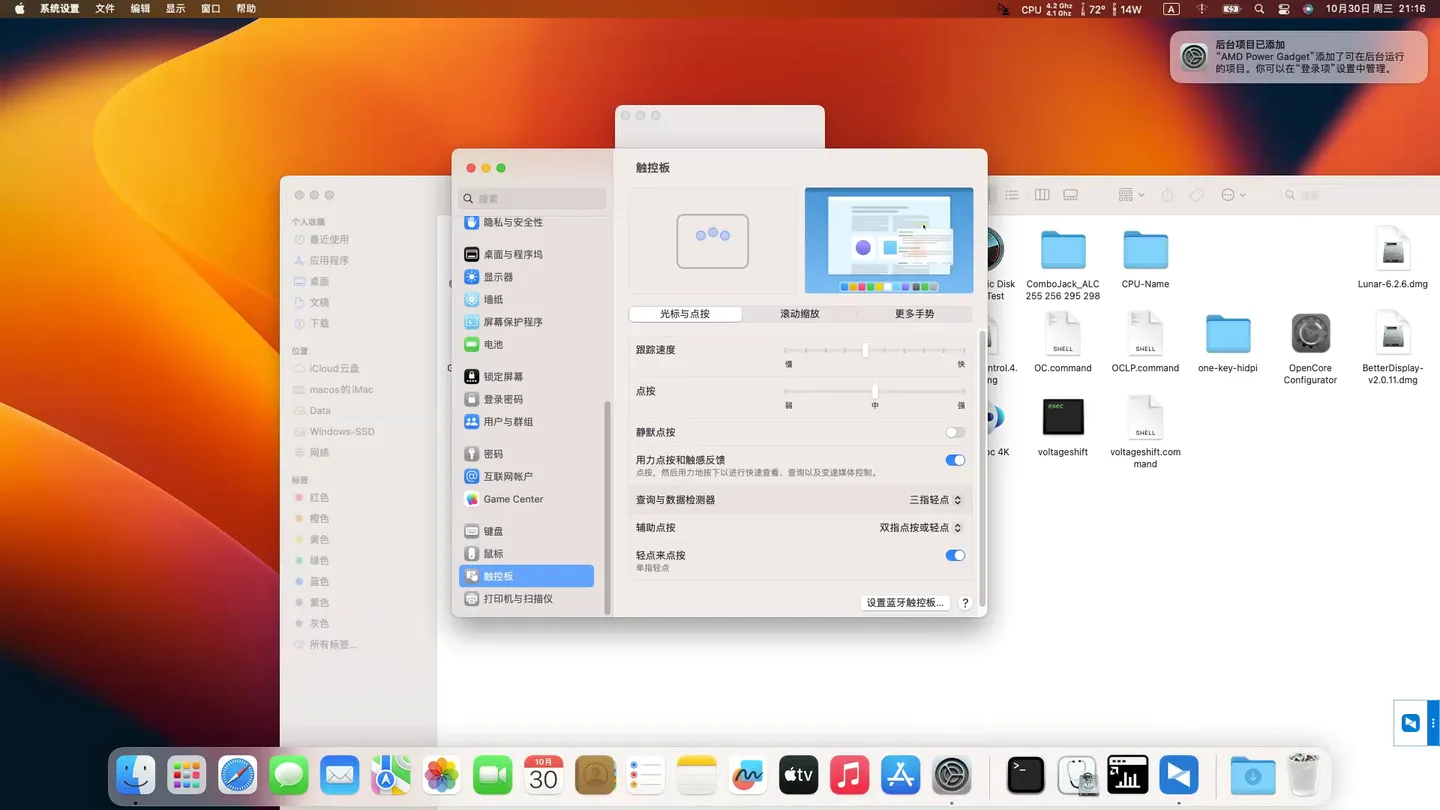 系统设置 文件 编辑 显示 窗口 帮助
CPU 4.2 Ghz 4.1 Ghz 72° 14W A 10月30日 周三 21:16
后台项目已添加
“AMD Power Gadget”添加了可在后台运行
的项目。你可以在“登录项”设置中管理。
个人收藏
最近使用
应用程序
桌面
文稿
下载
位置
iCloud云盘
macos的iMac
Data
Windows-SSD
网络
标签
红色
橙色
黄色
绿色
蓝色
紫色
灰色
所有标签…
搜索
隐私与安全性
桌面与程序坞
显示器
墙纸
屏幕保护程序
电池
锁定屏幕
登录密码
用户与群组
密码
互联网帐户
Game Center
键盘
鼠标
触控板
打印机与扫描仪
触控板
光标与点按 滚动缩放 更多手势
跟踪速度
慢 快
点按
弱 中 强
静默点按
用力点按和触感反馈
点按，然后用力地按下以进行快速查看、查询以及变速媒体控制。
查询与数据检测器 三指轻点
辅助点按 双指点按或轻点
轻点来点按
单指轻点
设置蓝牙触控板… ?
搜索
ic Disk
Test
ComboJack_ALC
255 256 295 298
CPU-Name
Lunar-6.2.6.dmg
ntrol.4.
ng
SHELL
OC.command
SHELL
OCLP.command
one-key-hidpi
OpenCore
Configurator
BetterDisplay-
v2.0.11.dmg
oc 4K
exec
voltageshift
SHELL
voltageshift.com
mand
10月
30
tv